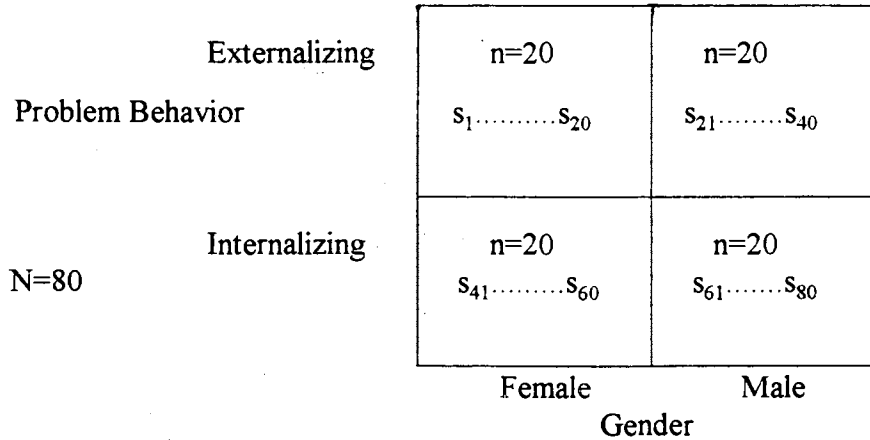 Externalizing n=20 n=20
Problem Behavior s₁..........s₂₀ s₂₁........s₄₀
Internalizing n=20 n=20
N=80 s₄₁.........s₆₀ s₆₁.......s₈₀
Female Male
Gender